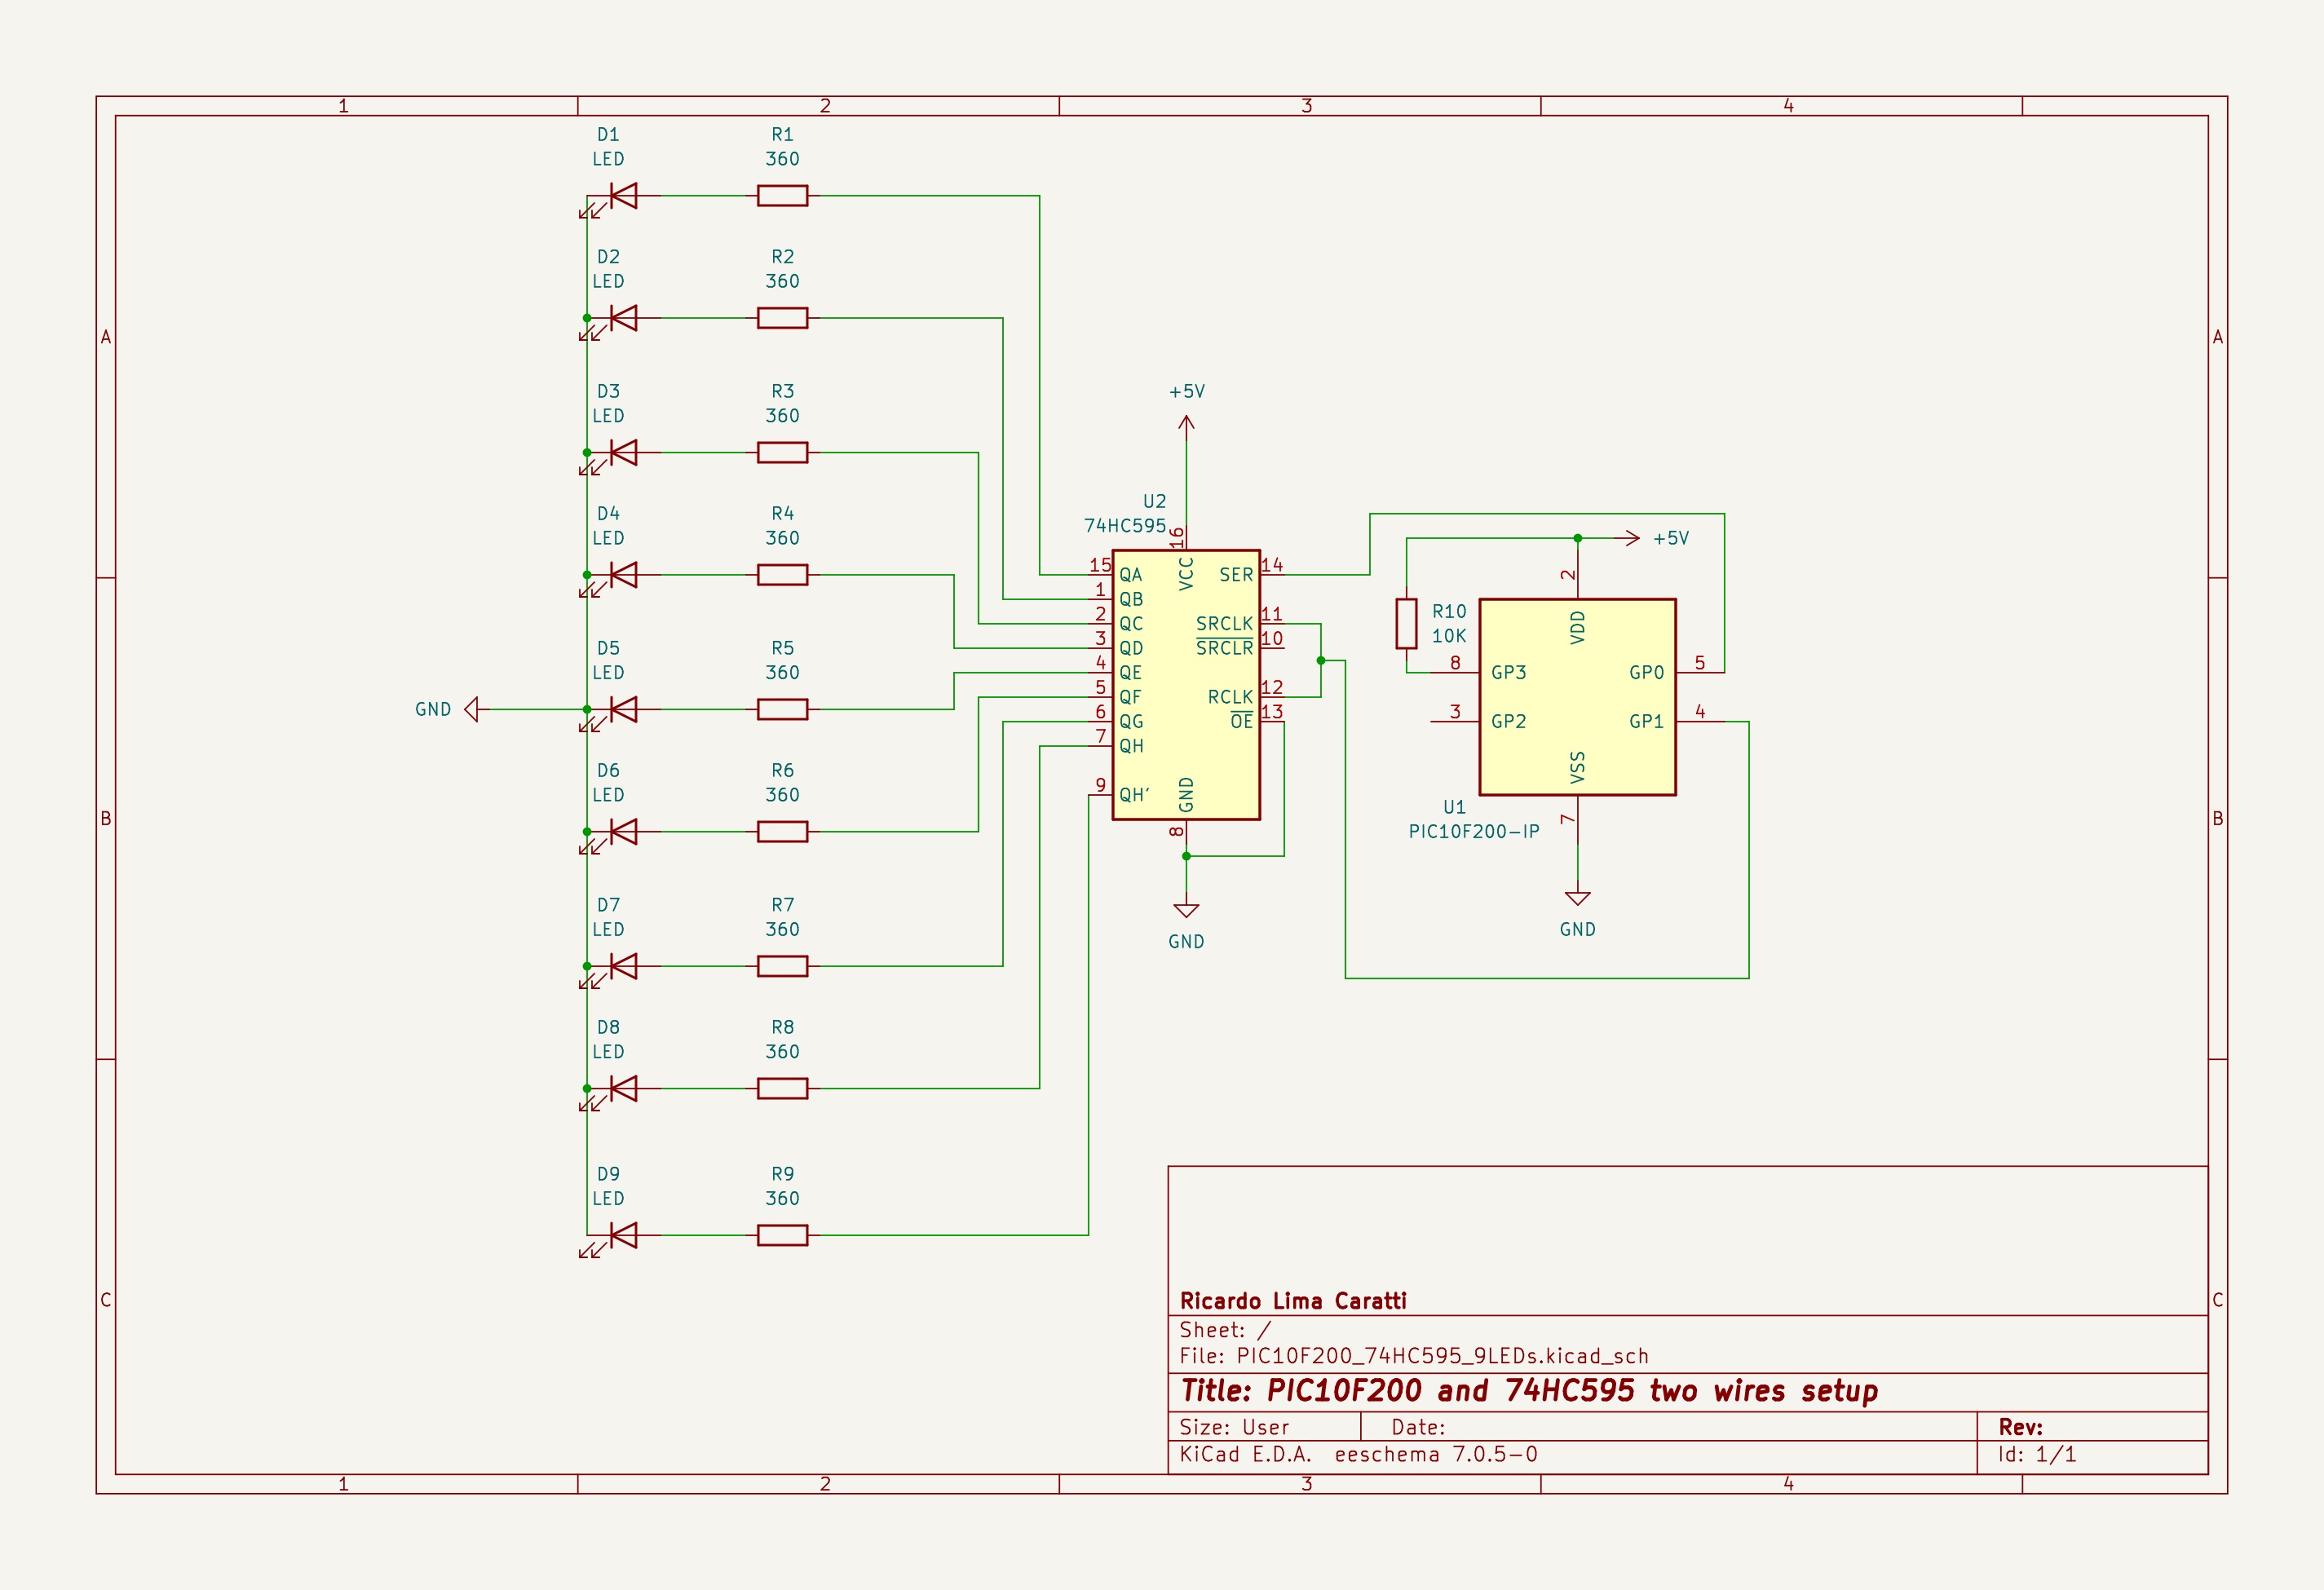 1 2 3 4
D1 R1
LED 360
D2 R2
LED 360
A A
D3 R3
LED 360
+5V
D4 R4
LED 360
U2
74HC595
+5V
16 VCC
2 VDD
15 QA SER 14
1 QB
2 QC SRCLK 11
3 QD SRCLR 10
4 QE
5 QF RCLK 12
6 QG OE 13
7 QH
9 QH'
GND 8
R10
10K
8 GP3 GP0 5
3 GP2 GP1 4
VSS 7
D5 R5
LED 360
GND
D6 R6
LED 360
U1
PIC10F200-IP
B B
D7 R7
LED 360
GND
GND
D8 R8
LED 360
D9 R9
LED 360
C C
Ricardo Lima Caratti
Sheet: /
File: PIC10F200_74HC595_9LEDs.kicad_sch
Title: PIC10F200 and 74HC595 two wires setup
Size: User Date: Rev:
KiCad E.D.A. eeschema 7.0.5-0 Id: 1/1
1 2 3 4